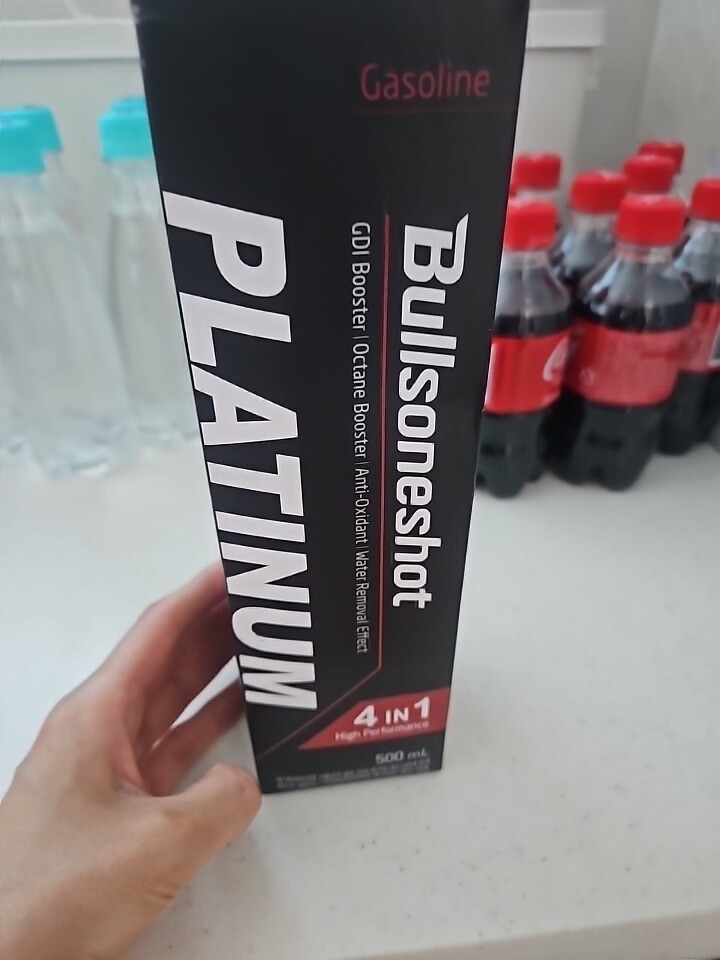 Gasoline
Bullsoneshot
GDI Booster | Octane Booster | Anti-Oxidant | Water Removal Effect
PLATINUM
4 IN 1
High Performance
500 mL